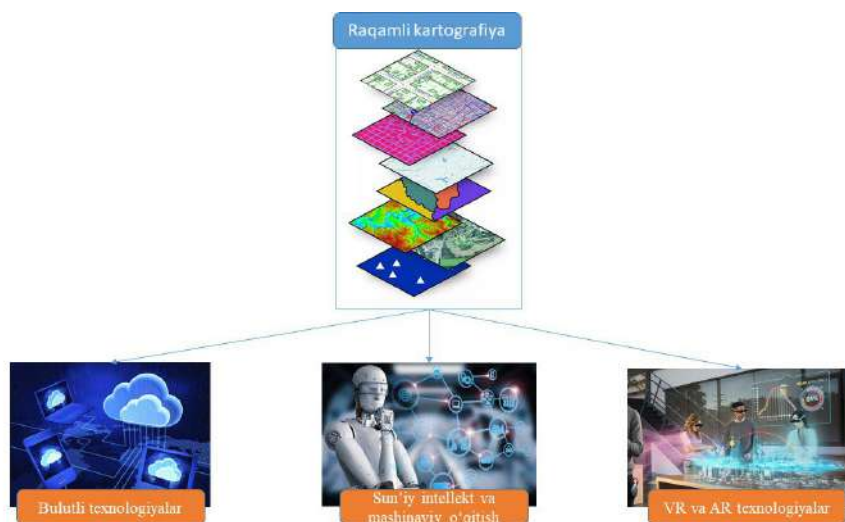 Raqamli kartografiya
Bulutli texnologiyalar
Sun'iy intellekt va
mashinaviy o'qitish
VR va AR texnologiyalar